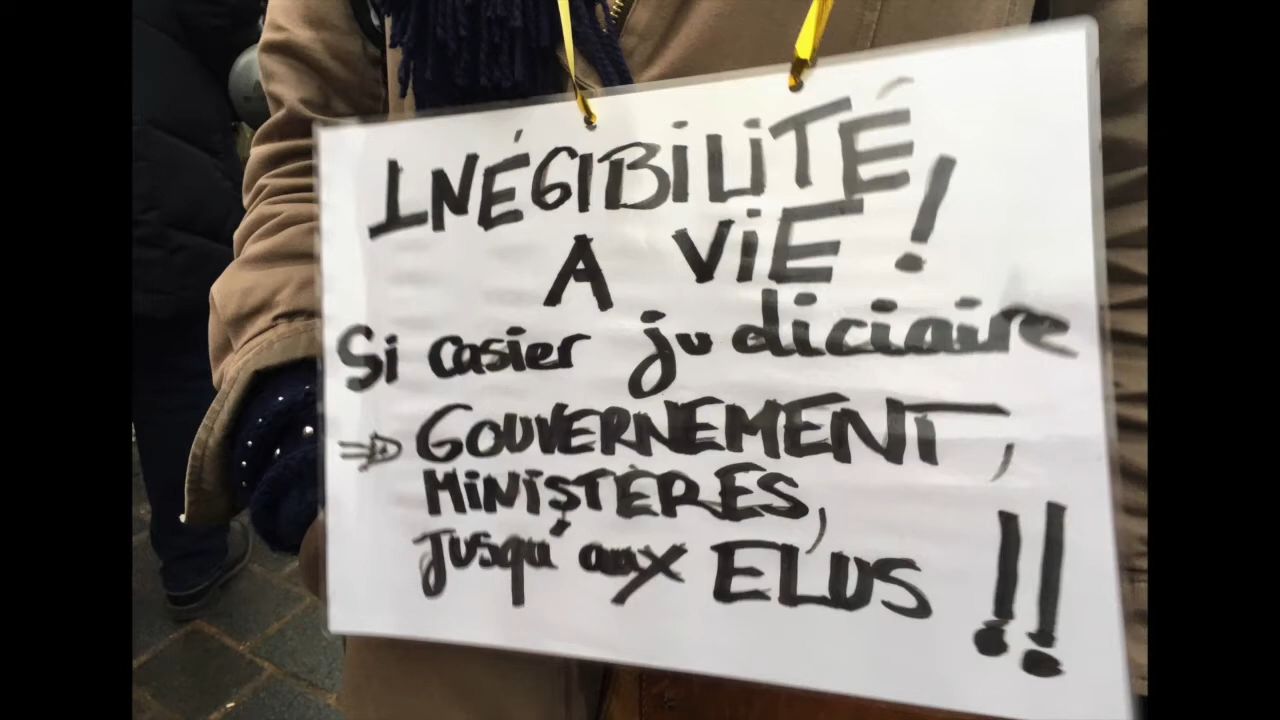 INÉGIBILITÉ
A ViE !
Si casier judiciaire
⇒ GOUVERNEMENT,
MiNiSTÈRES,
jusqu'aux ELUS !!